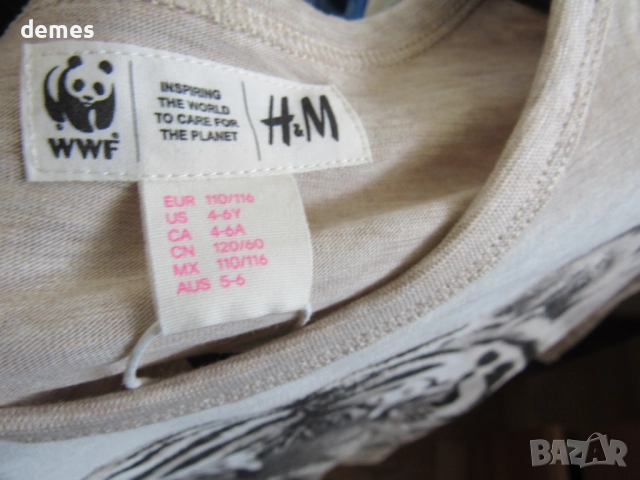 demes
WWF
INSPIRING
THE WORLD
TO CARE FOR
THE PLANET
H&M
EUR 110/116
US 4-6Y
CA 4-6A
CN 120/60
MX 110/116
AUS 5-6
BAZAR